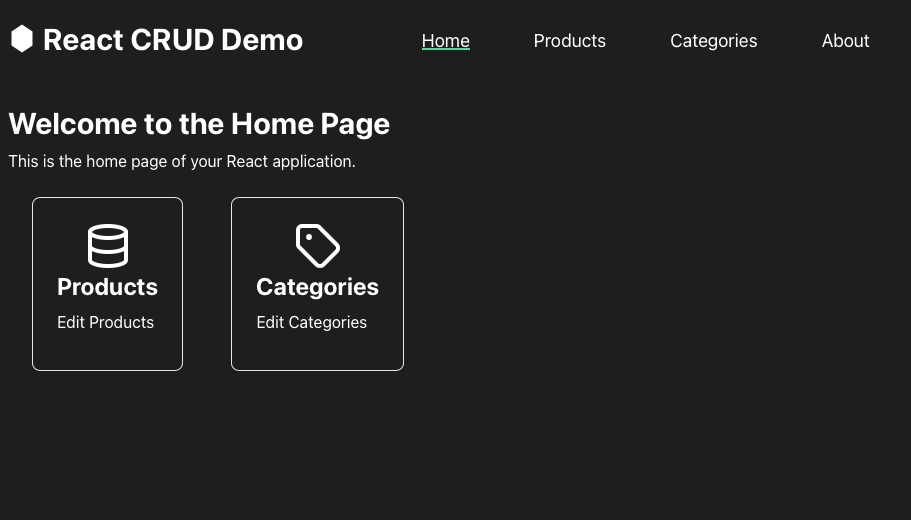 React CRUD Demo
Home Products Categories About
Welcome to the Home Page
This is the home page of your React application.
Products
Edit Products
Categories
Edit Categories